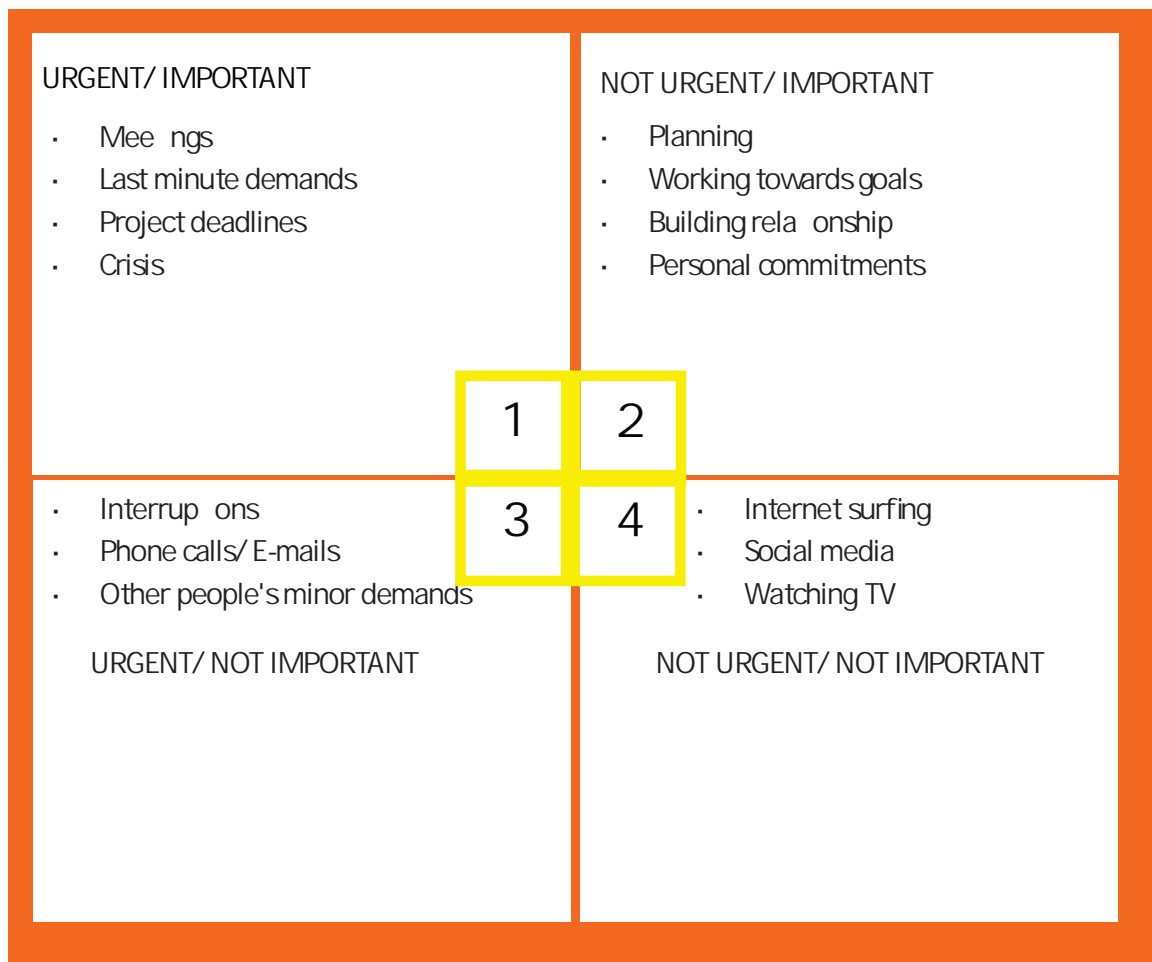 URGENT/ IMPORTANT
· Mee ngs
· Last minute demands
· Project deadlines
· Crisis
NOT URGENT/ IMPORTANT
· Planning
· Working towards goals
· Building rela onship
· Personal commitments
1
2
3
4
· Interrup ons
· Phone calls/ E-mails
· Other people's minor demands
URGENT/ NOT IMPORTANT
· Internet surfing
· Social media
· Watching TV
NOT URGENT/ NOT IMPORTANT